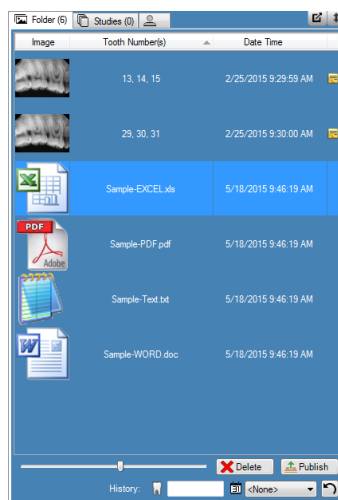 Folder (6) Studies (0)
Image Tooth Number(s) Date Time
13, 14, 15 2/25/2015 9:29:59 AM
29, 30, 31 2/25/2015 9:30:00 AM
Sample-EXCEL.xls 5/18/2015 9:46:19 AM
PDF
Adobe
Sample-PDF.pdf 5/18/2015 9:46:19 AM
Sample-Text.txt 5/18/2015 9:46:19 AM
W
Sample-WORD.doc 5/18/2015 9:46:19 AM
Delete Publish
History: 31 <None>